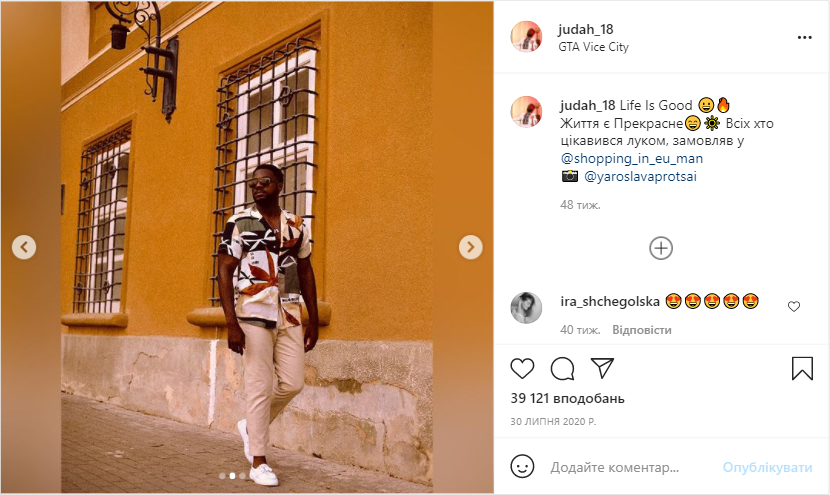 judah_18
GTA Vice City
judah_18 Life Is Good 😀🔥
Життя є Прекрасне😄☀ Всіх хто
цікавився луком, замовляв у
@shopping_in_eu_man
📸 @yaroslavaprotsai
48 тиж.
ira_shchegolska 😍😍😍😍😍
40 тиж. Відповісти
39 121 вподобань
30 ЛИПНЯ 2020 Р.
Додайте коментар... Опублікувати